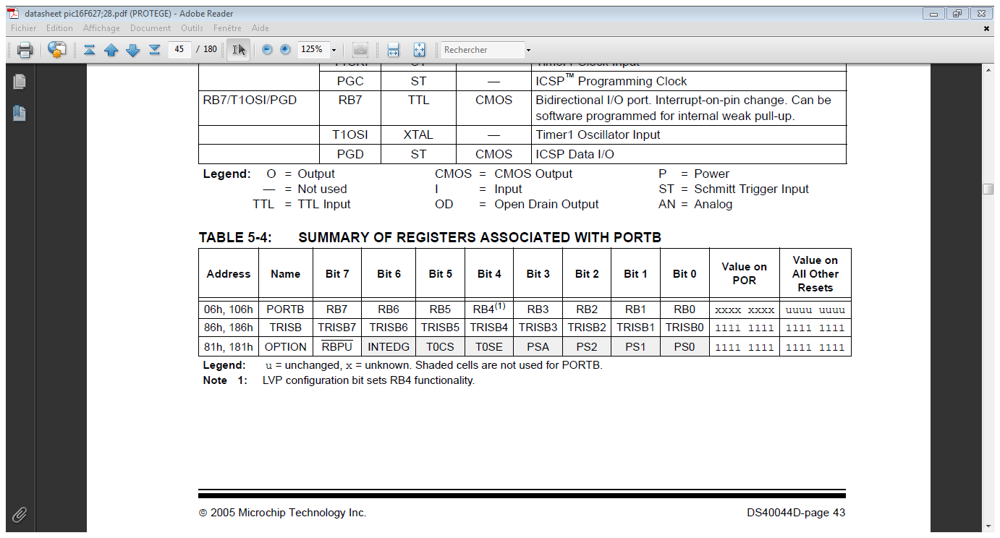 datasheet pic16F627;28.pdf (PROTEGE) - Adobe Reader
Fichier Edition Affichage Document Outils Fenêtre Aide
45 / 180 125% Rechercher
PGC ST — ICSP™ Programming Clock
RB7/T1OSI/PGD RB7 TTL CMOS Bidirectional I/O port. Interrupt-on-pin change. Can be
software programmed for internal weak pull-up.
T1OSI XTAL — Timer1 Oscillator Input
PGD ST CMOS ICSP Data I/O
Legend: O = Output CMOS = CMOS Output P = Power
— = Not used I = Input ST = Schmitt Trigger Input
TTL = TTL Input OD = Open Drain Output AN = Analog
TABLE 5-4: SUMMARY OF REGISTERS ASSOCIATED WITH PORTB
Address Name Bit 7 Bit 6 Bit 5 Bit 4 Bit 3 Bit 2 Bit 1 Bit 0 Value on POR Value on All Other Resets
06h, 106h PORTB RB7 RB6 RB5 RB4(1) RB3 RB2 RB1 RB0 xxxx xxxx uuuu uuuu
86h, 186h TRISB TRISB7 TRISB6 TRISB5 TRISB4 TRISB3 TRISB2 TRISB1 TRISB0 1111 1111 1111 1111
81h, 181h OPTION RBPU INTEDG T0CS T0SE PSA PS2 PS1 PS0 1111 1111 1111 1111
Legend: u = unchanged, x = unknown. Shaded cells are not used for PORTB.
Note 1: LVP configuration bit sets RB4 functionality.
© 2005 Microchip Technology Inc. DS40044D-page 43